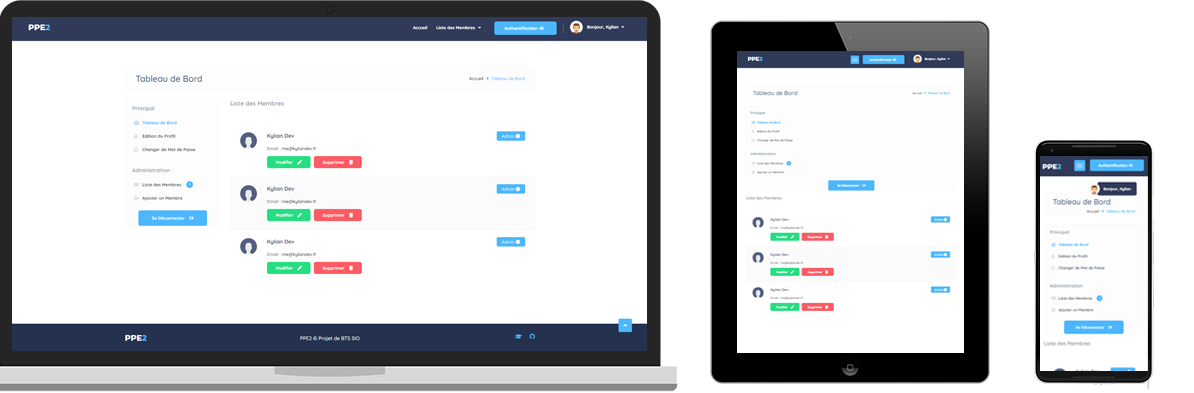 PPE2
Accueil
Liste des Membres
Authentification
Bonjour, Kylian
Tableau de Bord
Accueil
Tableau de Bord
Principal
Tableau de Bord
Edition du Profil
Changer de Mot de Passe
Administration
Liste des Membres
Ajouter un Membre
Se Déconnecter
Liste des Membres
Kylian Dev
Admin
Email : me@kyliandev.fr
Modifier
Supprimer
Kylian Dev
Admin
Email : me@kyliandev.fr
Modifier
Supprimer
Kylian Dev
Admin
Email : me@kyliandev.fr
Modifier
Supprimer
PPE2
PPE2 © Projet de BTS SIO
PPE2
Authentification
Bonjour, Kylian
Tableau de Bord
Accueil
Tableau de Bord
Principal
Tableau de Bord
Edition du Profil
Changer de Mot de Passe
Administration
Liste des Membres
Ajouter un Membre
Se Déconnecter
Liste des Membres
Kylian Dev
Admin
Email : me@kyliandev.fr
Modifier
Supprimer
Kylian Dev
Admin
Email : me@kyliandev.fr
Modifier
Supprimer
Kylian Dev
Admin
Email : me@kyliandev.fr
Modifier
Supprimer
PPE2
Authentification
Bonjour, Kylian
Tableau de Bord
Accueil
Tableau de Bord
Principal
Tableau de Bord
Edition du Profil
Changer de Mot de Passe
Administration
Liste des Membres
Ajouter un Membre
Se Déconnecter
Liste des Membres